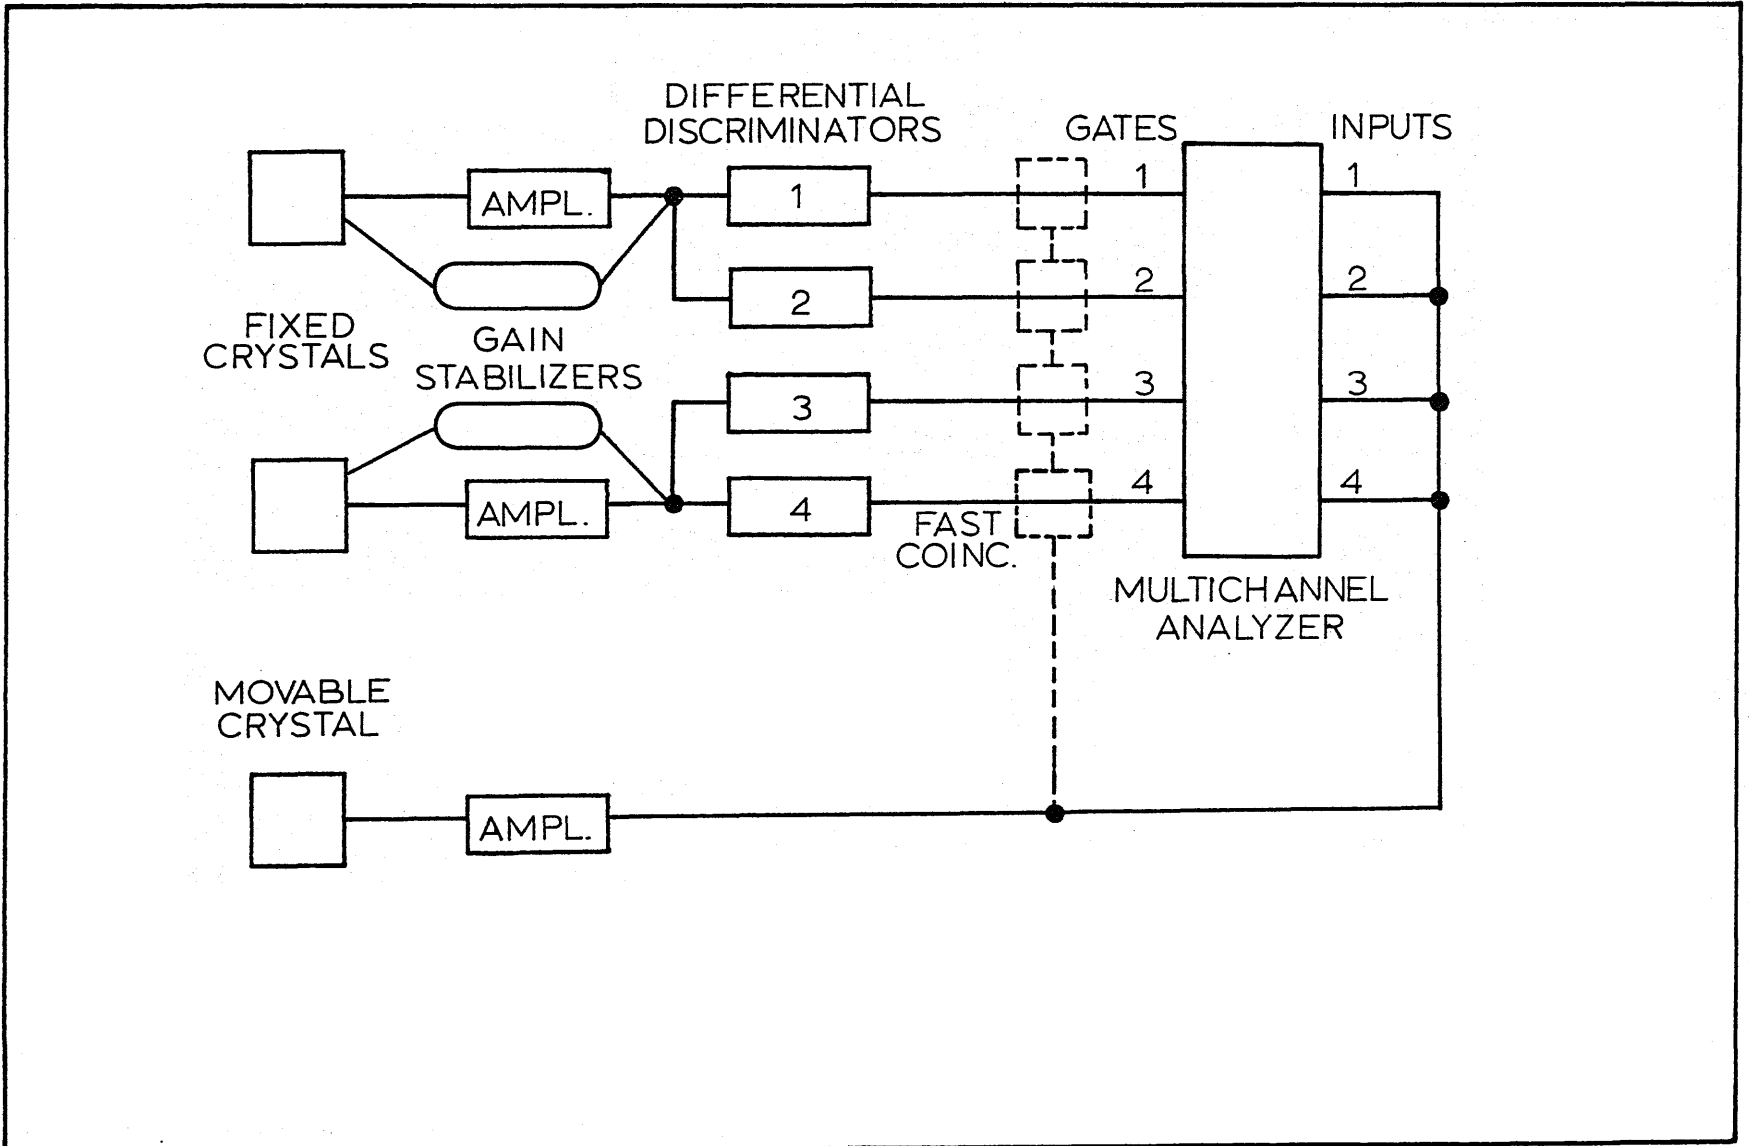 DIFFERENTIAL
DISCRIMINATORS
GATES
INPUTS
AMPL.
1
1
1
2
2
2
FIXED
CRYSTALS
GAIN
STABILIZERS
3
3
3
AMPL.
4
4
4
FAST
COINC.
MULTICHANNEL
ANALYZER
MOVABLE
CRYSTAL
AMPL.